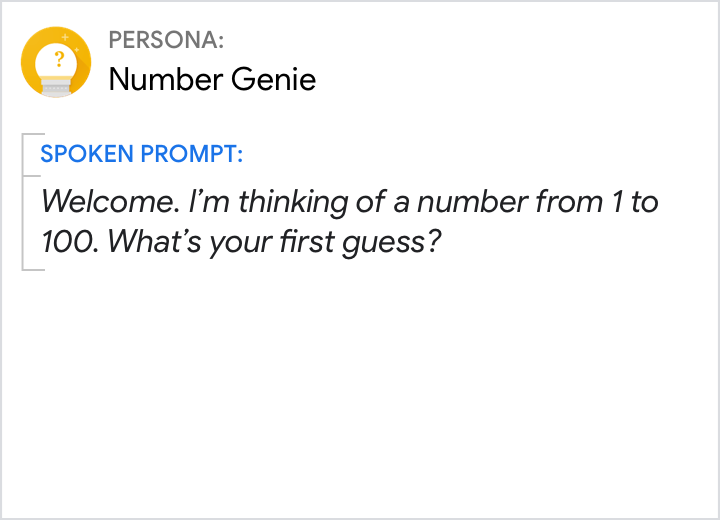 PERSONA:
Number Genie
?
SPOKEN PROMPT:
Welcome. I’m thinking of a number from 1 to
100. What’s your first guess?